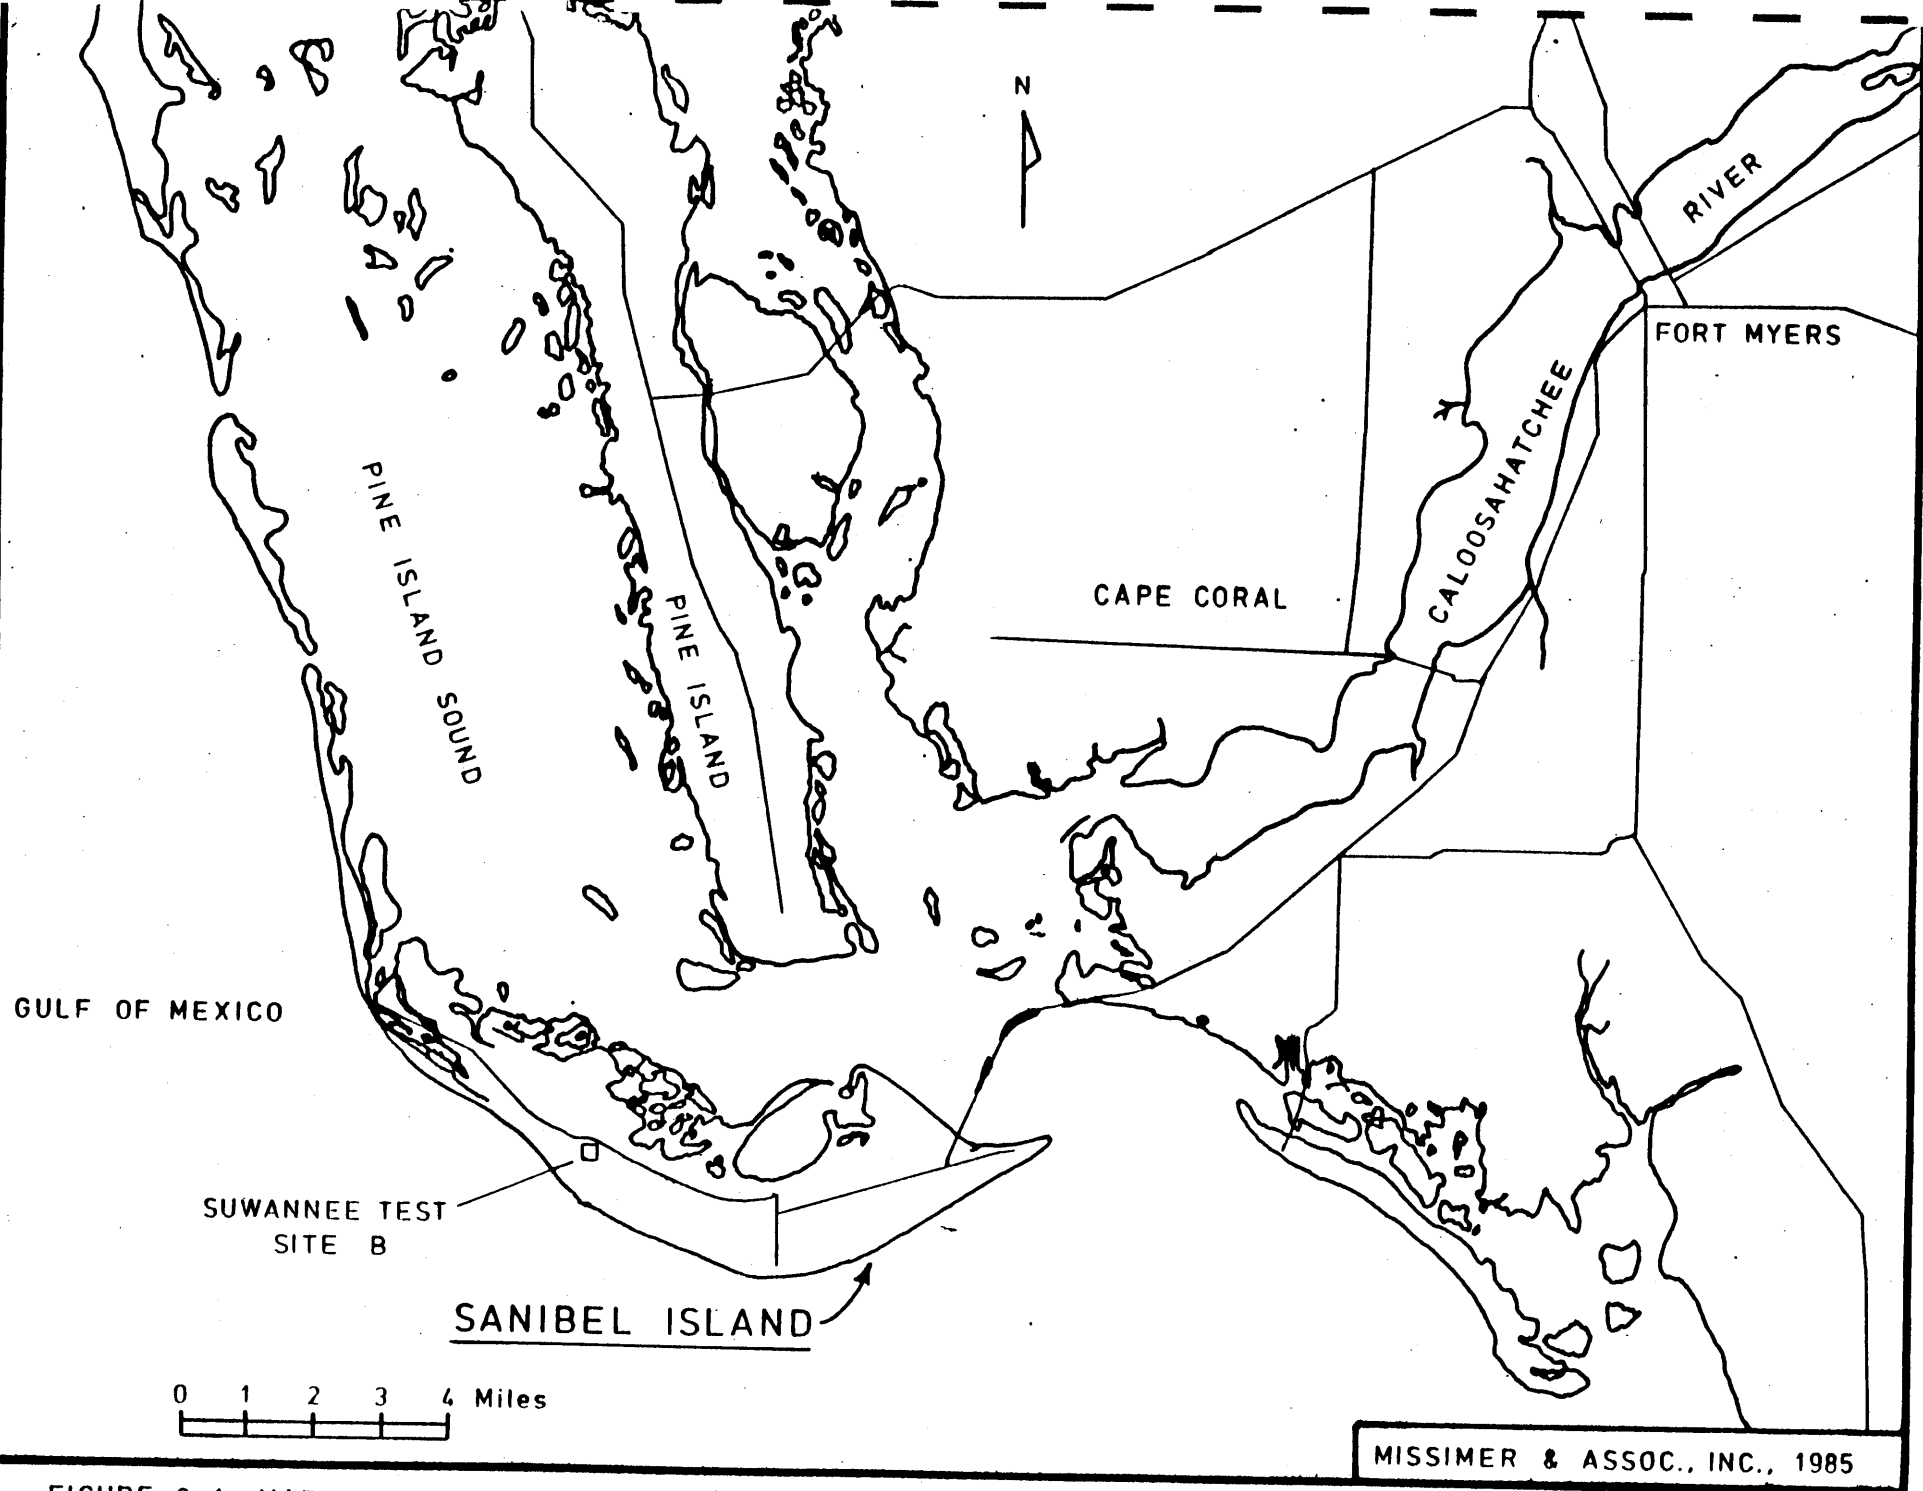 N
RIVER
FORT MYERS
CALOOSAHATCHEE
PINE ISLAND SOUND
PINE ISLAND
CAPE CORAL
GULF OF MEXICO
SUWANNEE TEST
SITE B
SANIBEL ISLAND
0 1 2 3 4 Miles
MISSIMER & ASSOC., INC., 1985